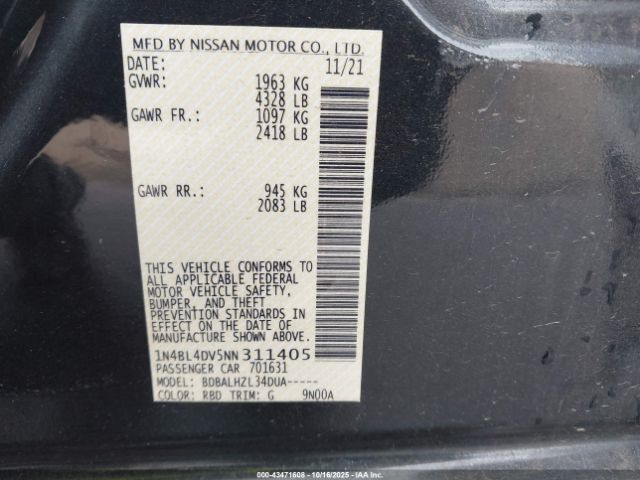 MFD BY NISSAN MOTOR CO., LTD.
DATE: 11/21
GVWR: 1963 KG
4328 LB
GAWR FR.: 1097 KG
2418 LB
GAWR RR.: 945 KG
2083 LB
THIS VEHICLE CONFORMS TO
ALL APPLICABLE FEDERAL
MOTOR VEHICLE SAFETY,
BUMPER, AND THEFT
PREVENTION STANDARDS IN
EFFECT ON THE DATE OF
MANUFACTURE SHOWN ABOVE.
1N4BL4DV5NN311405
PASSENGER CAR 701631
MODEL: BDBALHZL34DUA-----
COLOR: RBD TRIM: G 9N00A
000-43471608 - 10/16/2025 - IAA Inc.